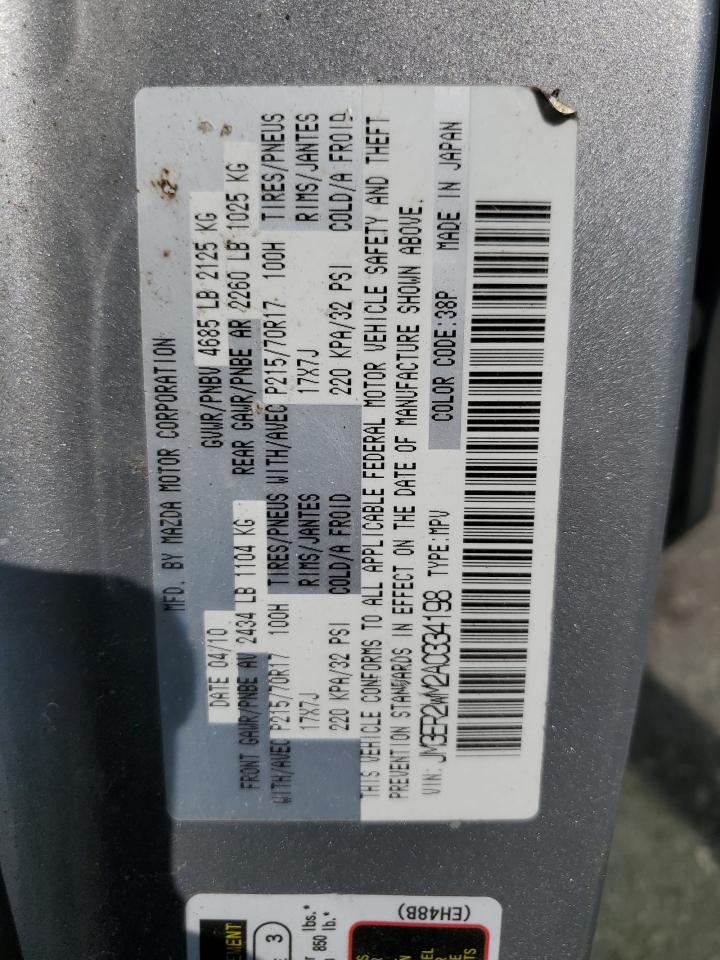 MFD. BY MAZDA MOTOR CORPORATION
DATE 04/10 GVWR/PNBV 4685 LB 2125 KG
FRONT GAWR/PNBE AV 2434 LB 1104 KG REAR GAWR/PNBE AR 2260 LB 1025 KG
WITH/AVEC P215/70R17 100H TIRES/PNEUS WITH/AVEC P215/70R17 100H TIRES/PNEUS
17X7J RIMS/JANTES 17X7J RIMS/JANTES
220 KPA/32 PSI COLD/A FROID 220 KPA/32 PSI COLD/A FROID
THIS VEHICLE CONFORMS TO ALL APPLICABLE FEDERAL MOTOR VEHICLE SAFETY AND THEFT
PREVENTION STANDARDS IN EFFECT ON THE DATE OF MANUFACTURE SHOWN ABOVE.
VIN: JM3ER2WM2A0334198 TYPE:MPV COLOR CODE:38P MADE IN JAPAN
(EH48B)
lbs.*
850 lb.*
3